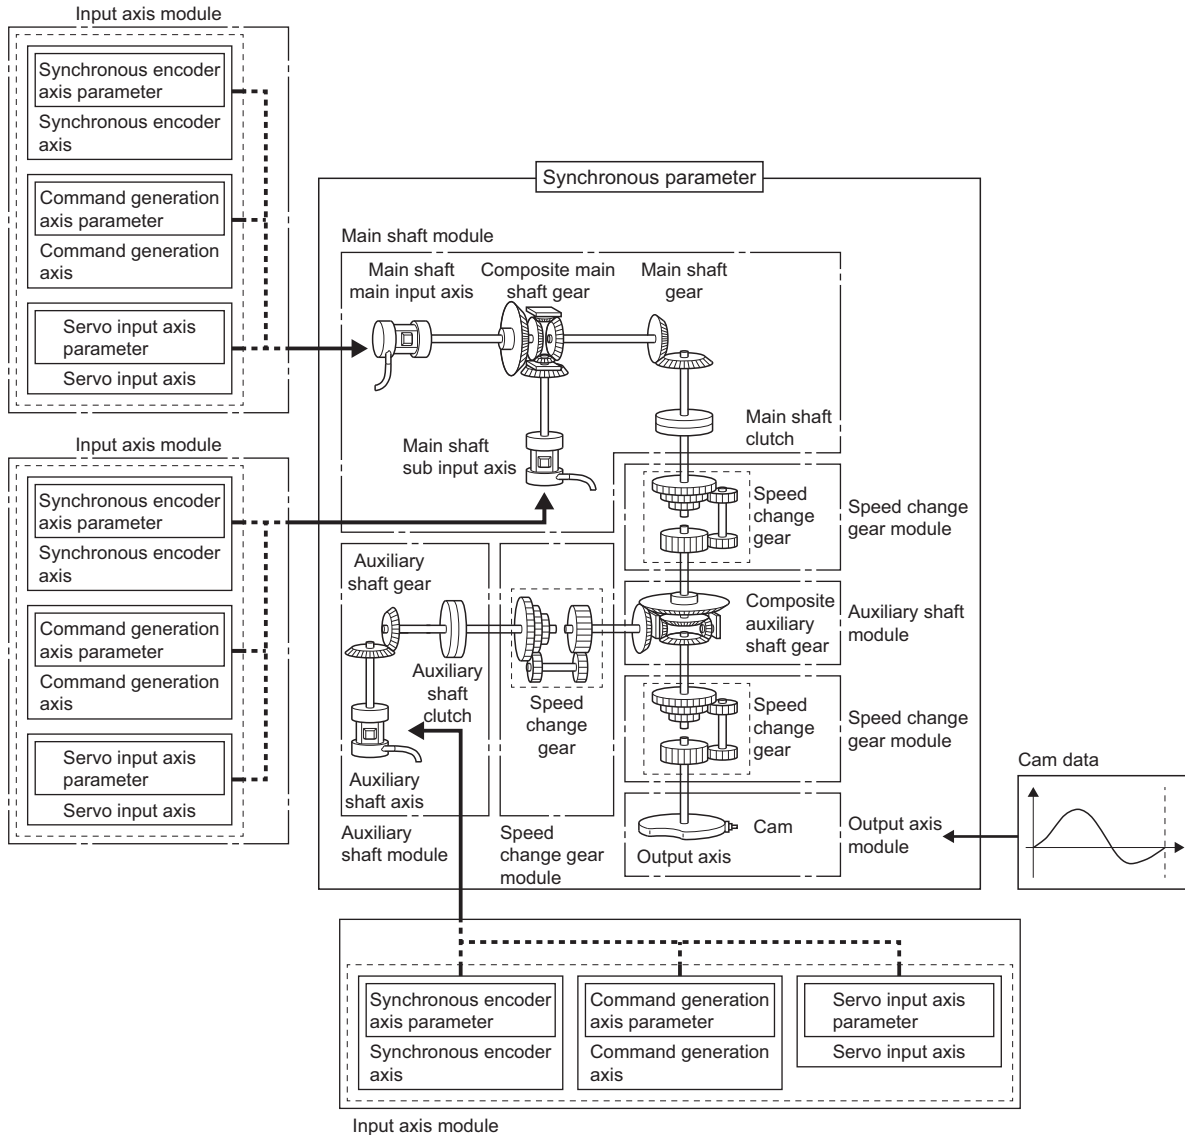 Input axis module
Synchronous encoder
axis parameter
Synchronous encoder
axis
Command generation
axis parameter
Command generation
axis
Servo input axis
parameter
Servo input axis
Input axis module
Synchronous encoder
axis parameter
Synchronous encoder
axis
Command generation
axis parameter
Command generation
axis
Servo input axis
parameter
Servo input axis
Synchronous parameter
Main shaft module
Main shaft
main input axis
Composite main
shaft gear
Main shaft
gear
Main shaft
sub input axis
Main shaft
clutch
Speed
change
gear
Speed change
gear module
Auxiliary
shaft gear
Auxiliary
shaft
clutch
Auxiliary
shaft axis
Auxiliary
shaft module
Speed
change
gear
Speed
change gear
module
Composite
auxiliary
shaft gear
Auxiliary shaft
module
Speed
change
gear
Speed change
gear module
Cam
Output axis
Output axis
module
Cam data
Synchronous encoder
axis parameter
Synchronous encoder
axis
Command generation
axis parameter
Command generation
axis
Servo input axis
parameter
Servo input axis
Input axis module